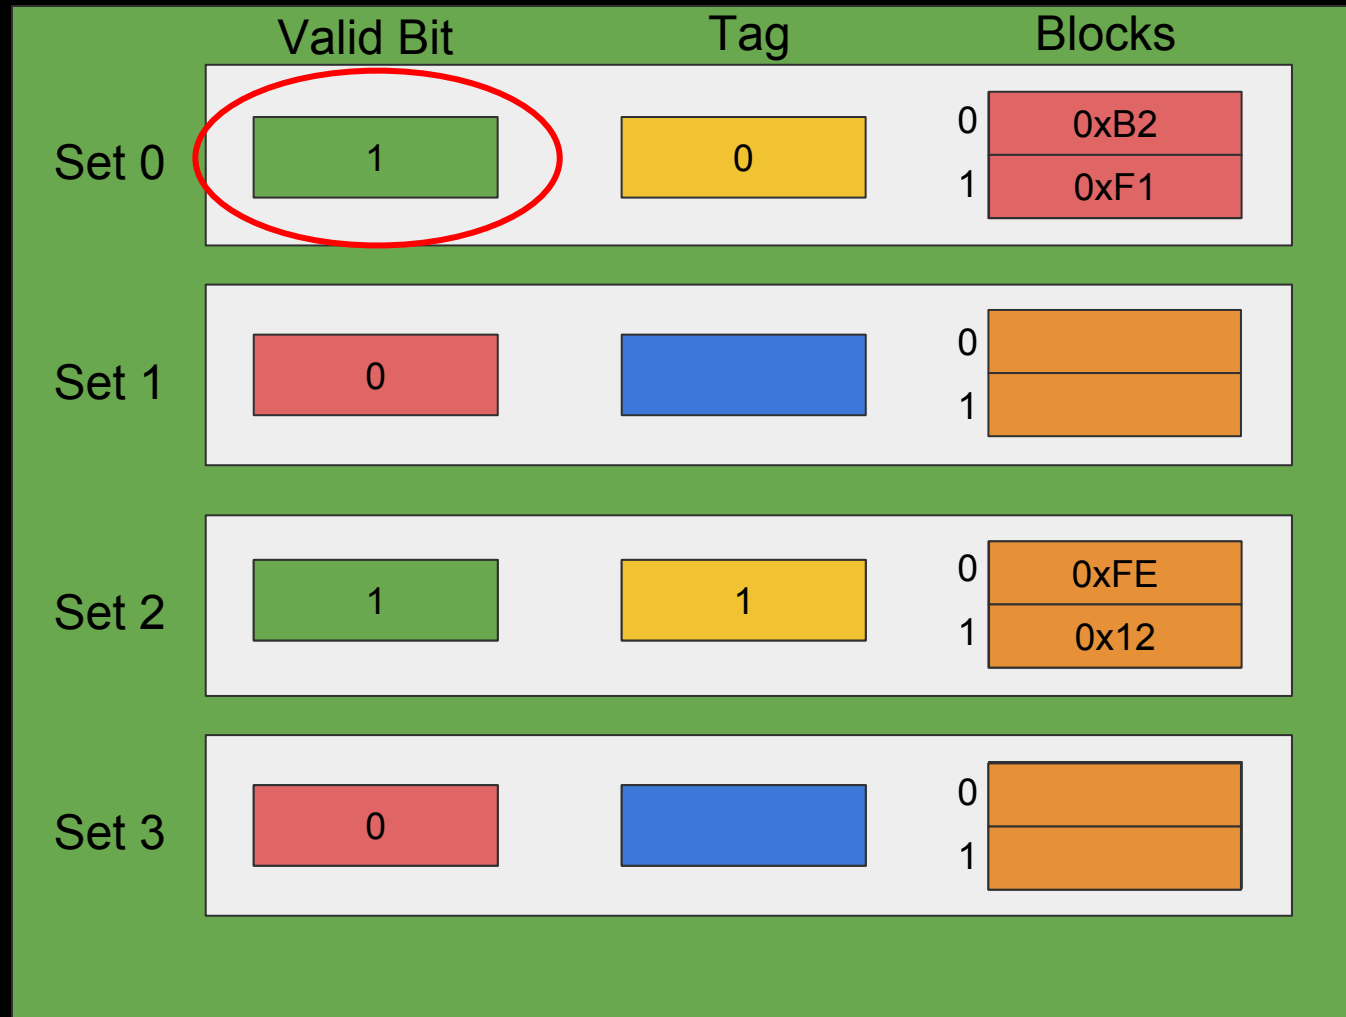 Valid Bit Tag Blocks
Set 0 1 0 0 0xB2
1 0xF1
Set 1 0 0
1
Set 2 1 1 0 0xFE
1 0x12
Set 3 0 0
1